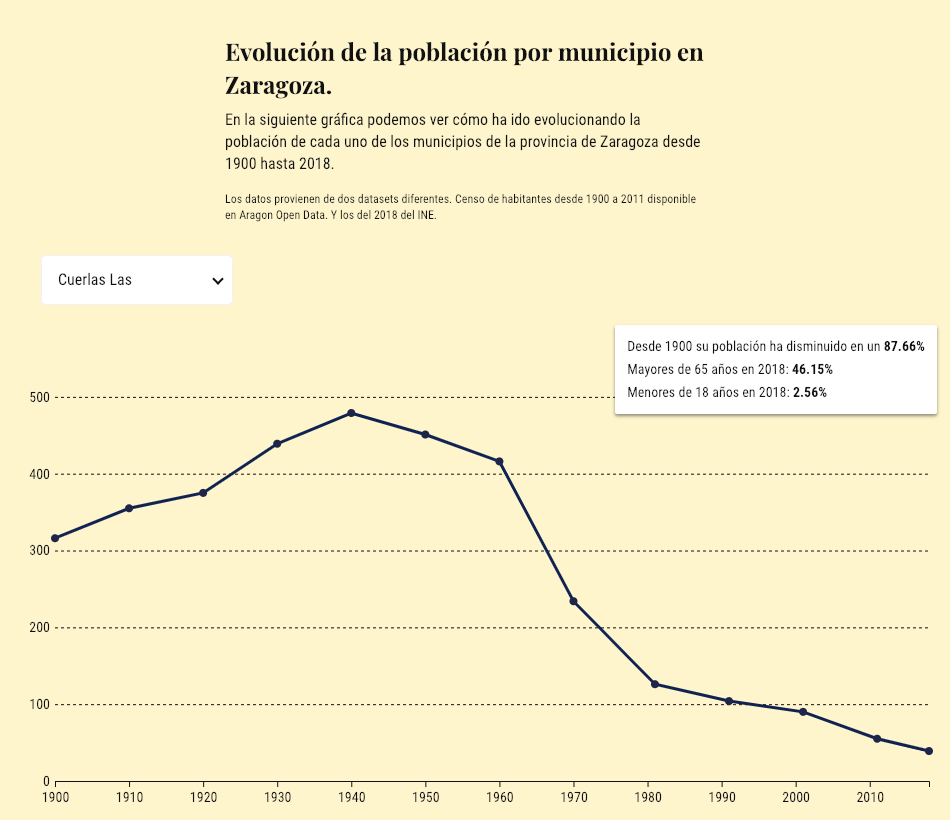 Evolución de la población por municipio en
Zaragoza.
En la siguiente gráfica podemos ver cómo ha ido evolucionando la
población de cada uno de los municipios de la provincia de Zaragoza desde
1900 hasta 2018.
Los datos provienen de dos datasets diferentes. Censo de habitantes desde 1900 a 2011 disponible
en Aragon Open Data. Y los del 2018 del INE.
Cuerlas Las
Desde 1900 su población ha disminuido en un 87.66%
Mayores de 65 años en 2018: 46.15%
Menores de 18 años en 2018: 2.56%
500
400
300
200
100
0
1900 1910 1920 1930 1940 1950 1960 1970 1980 1990 2000 2010